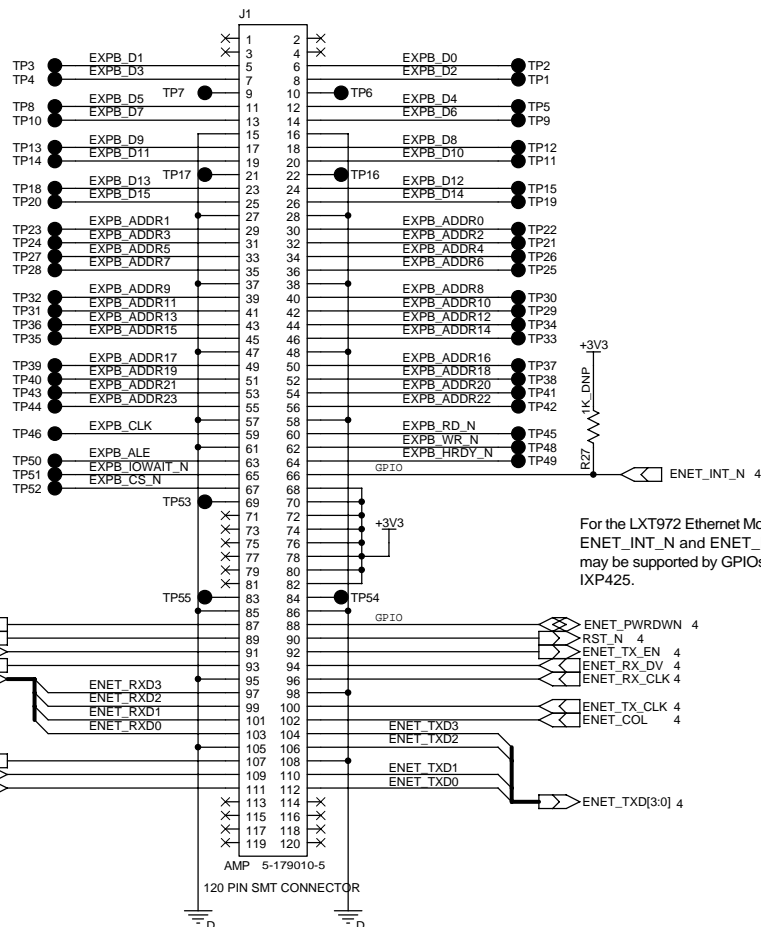 J1
1 2
3 4
TP3 EXPB_D1 5 6 EXPB_D0 TP2
TP4 EXPB_D3 7 8 EXPB_D2 TP1
TP7 9 10 TP6
TP8 EXPB_D5 11 12 EXPB_D4 TP5
TP10 EXPB_D7 13 14 EXPB_D6 TP9
15 16
TP13 EXPB_D9 17 18 EXPB_D8 TP12
TP14 EXPB_D11 19 20 EXPB_D10 TP11
TP17 21 22 TP16
TP18 EXPB_D13 23 24 EXPB_D12 TP15
TP20 EXPB_D15 25 26 EXPB_D14 TP19
27 28
TP23 EXPB_ADDR1 29 30 EXPB_ADDR0 TP22
TP24 EXPB_ADDR3 31 32 EXPB_ADDR2 TP21
TP27 EXPB_ADDR5 33 34 EXPB_ADDR4 TP26
TP28 EXPB_ADDR7 35 36 EXPB_ADDR6 TP25
37 38
TP32 EXPB_ADDR9 39 40 EXPB_ADDR8 TP30
TP31 EXPB_ADDR11 41 42 EXPB_ADDR10 TP29
TP36 EXPB_ADDR13 43 44 EXPB_ADDR12 TP34
TP35 EXPB_ADDR15 45 46 EXPB_ADDR14 TP33
47 48 +3V3
TP39 EXPB_ADDR17 49 50 EXPB_ADDR16 TP37
TP40 EXPB_ADDR19 51 52 EXPB_ADDR18 TP38
TP43 EXPB_ADDR21 53 54 EXPB_ADDR20 TP41
TP44 EXPB_ADDR23 55 56 EXPB_ADDR22 TP42
1K_DNP
57 58
TP46 EXPB_CLK 59 60 EXPB_RD_N TP45
61 62 EXPB_WR_N TP48
TP50 EXPB_ALE 63 64 EXPB_HRDY_N TP49
R27
TP51 EXPB_IOWAIT_N 65 66 GPIO ENET_INT_N 4
TP52 EXPB_CS_N 67 68
TP53 69 70
71 72
73 74 +3V3
75 76
77 78
79 80
81 82
For the LXT972 Ethernet Mo
ENET_INT_N and ENET_
may be supported by GPIOs
IXP425.
TP55 83 84 TP54
85 86
87 88 GPIO ENET_PWRDWN 4
89 90 RST_N 4
91 92 ENET_TX_EN 4
93 94 ENET_RX_DV 4
95 96 ENET_RX_CLK 4
ENET_RXD3 97 98
ENET_RXD2 99 100 ENET_TX_CLK 4
ENET_RXD1 101 102 ENET_COL 4
ENET_RXD0 103 104 ENET_TXD3
105 106 ENET_TXD2
107 108
109 110 ENET_TXD1
111 112 ENET_TXD0
113 114 ENET_TXD[3:0] 4
115 116
117 118
119 120
AMP 5-179010-5
120 PIN SMT CONNECTOR
D D